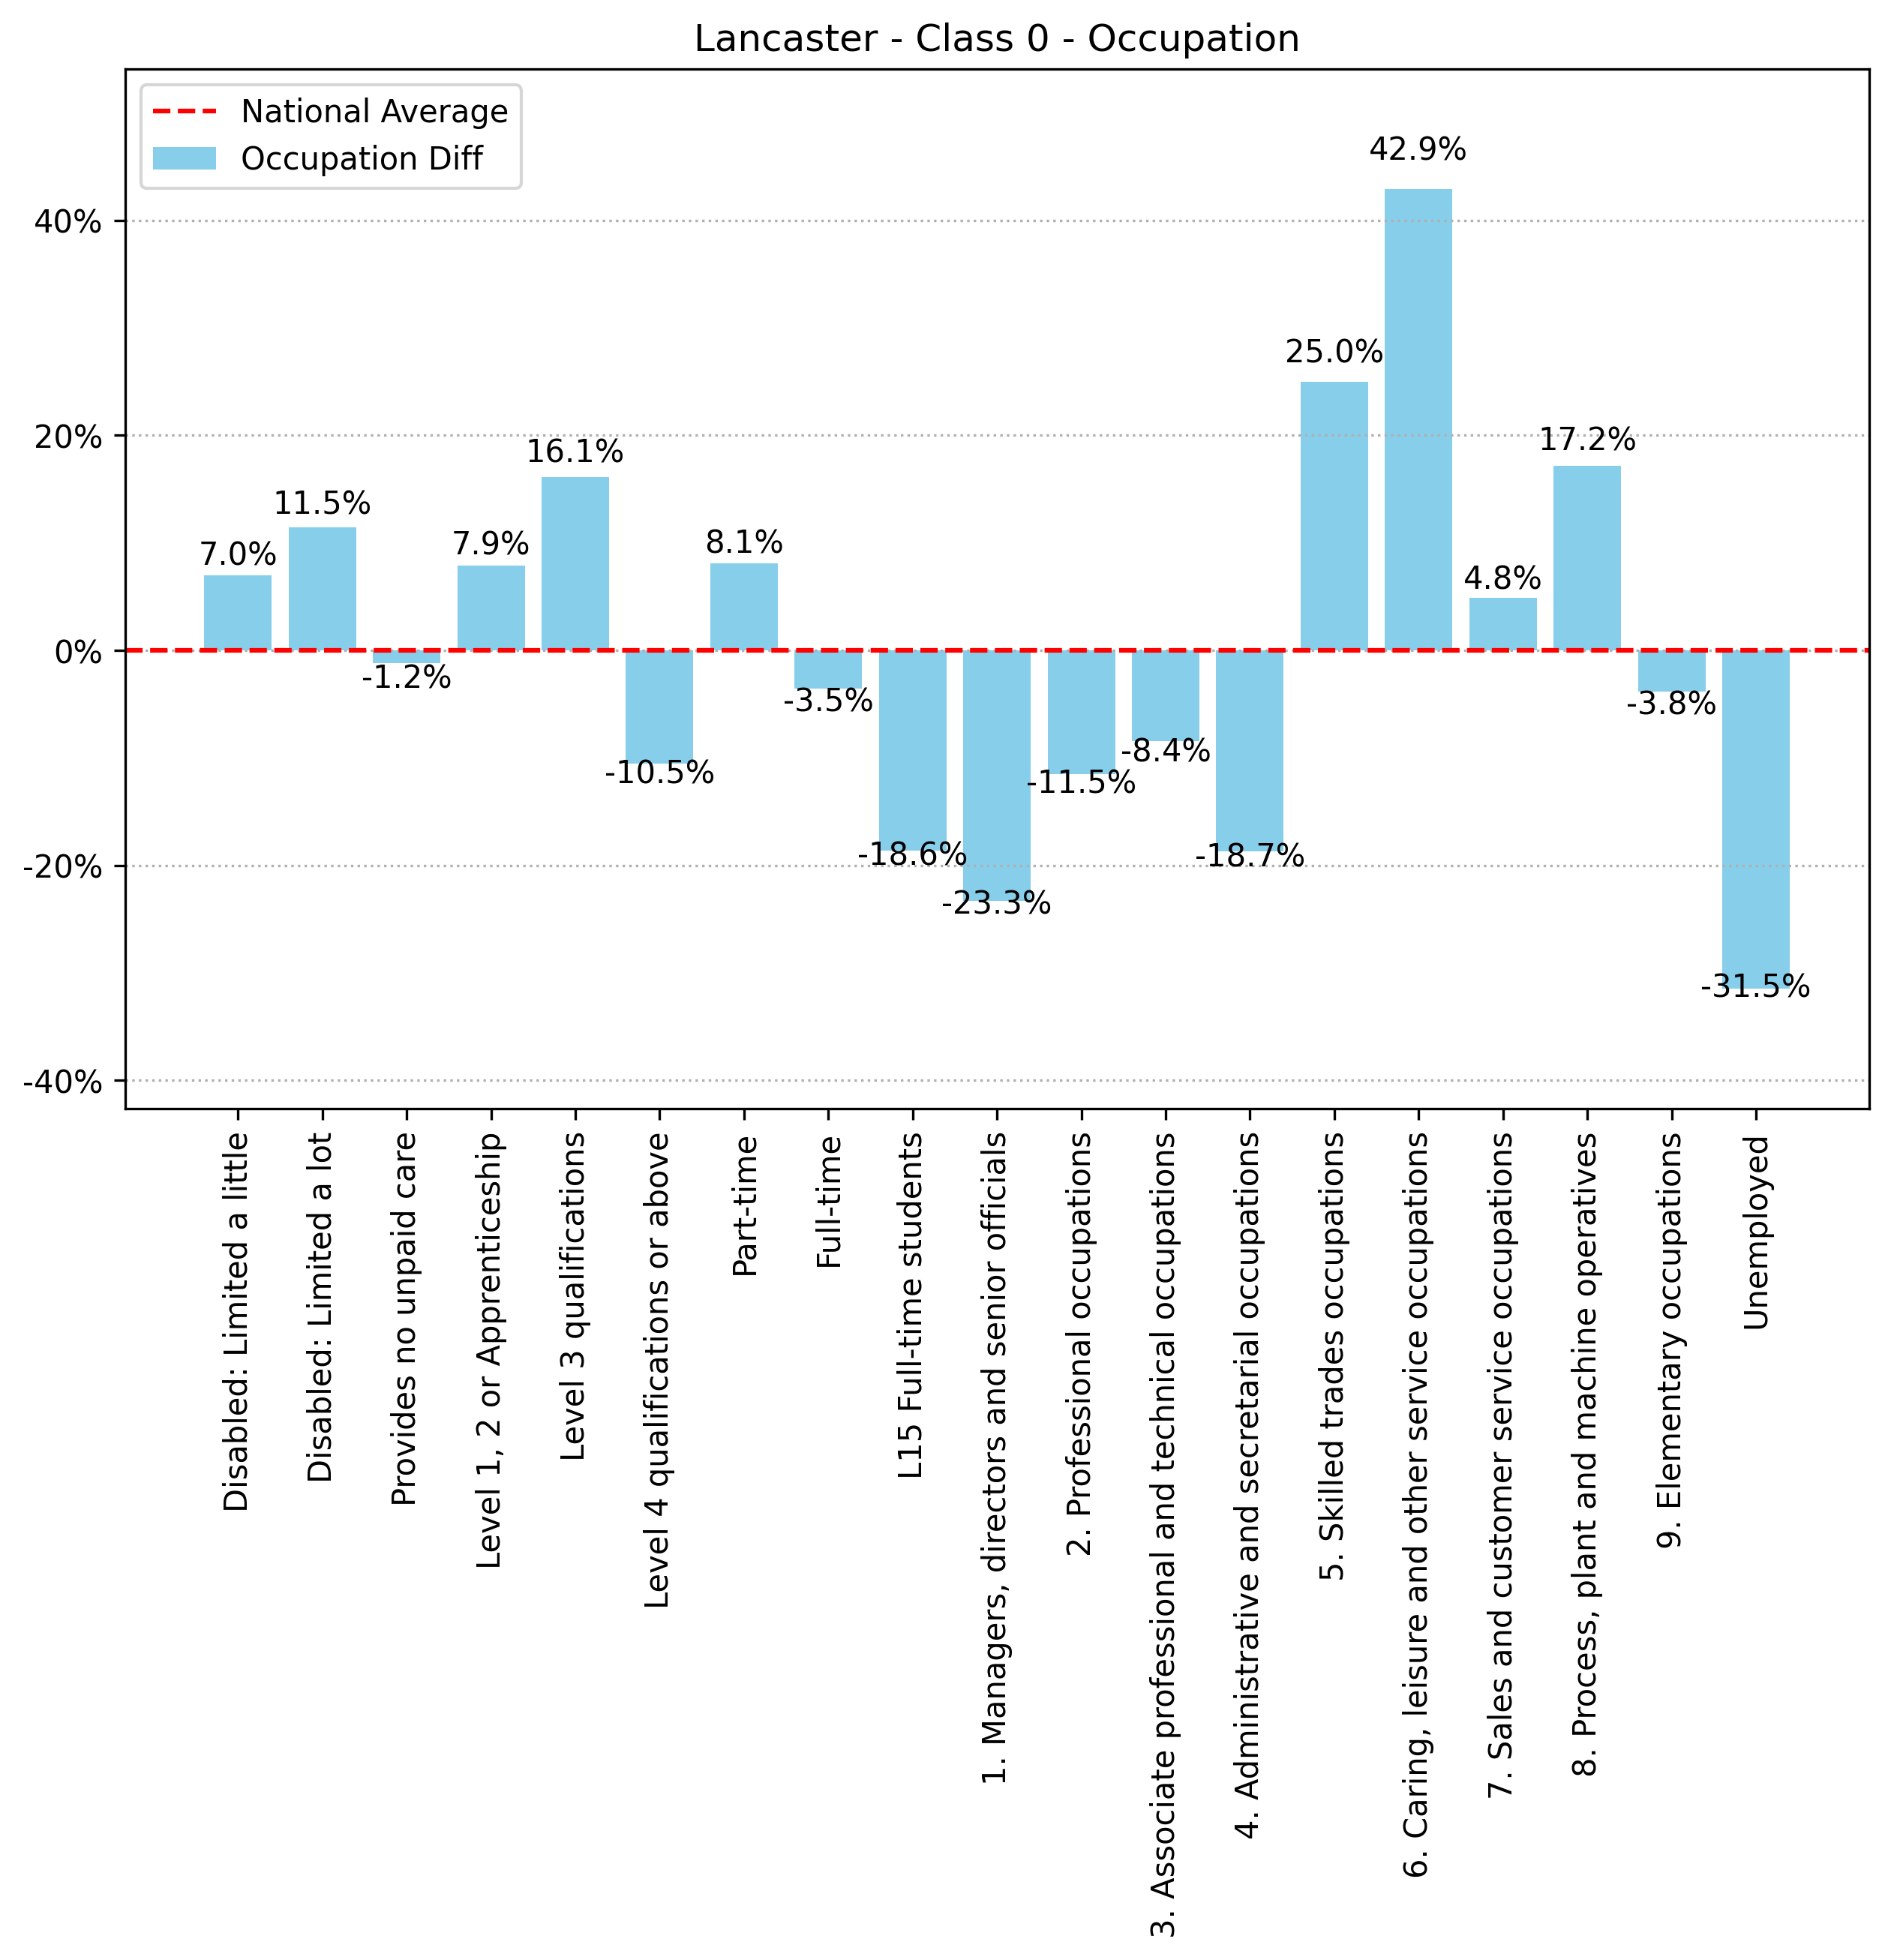 Lancaster - Class 0 - Occupation
National Average
Occupation Diff
40%
20%
0%
-20%
-40%
7.0%
11.5%
-1.2%
7.9%
16.1%
-10.5%
8.1%
-3.5%
-18.6%
-23.3%
-11.5%
-8.4%
-18.7%
25.0%
42.9%
4.8%
17.2%
-3.8%
-31.5%
Disabled: Limited a little
Disabled: Limited a lot
Provides no unpaid care
Level 1, 2 or Apprenticeship
Level 3 qualifications
Level 4 qualifications or above
Part-time
Full-time
L15 Full-time students
1. Managers, directors and senior officials
2. Professional occupations
3. Associate professional and technical occupations
4. Administrative and secretarial occupations
5. Skilled trades occupations
6. Caring, leisure and other service occupations
7. Sales and customer service occupations
8. Process, plant and machine operatives
9. Elementary occupations
Unemployed